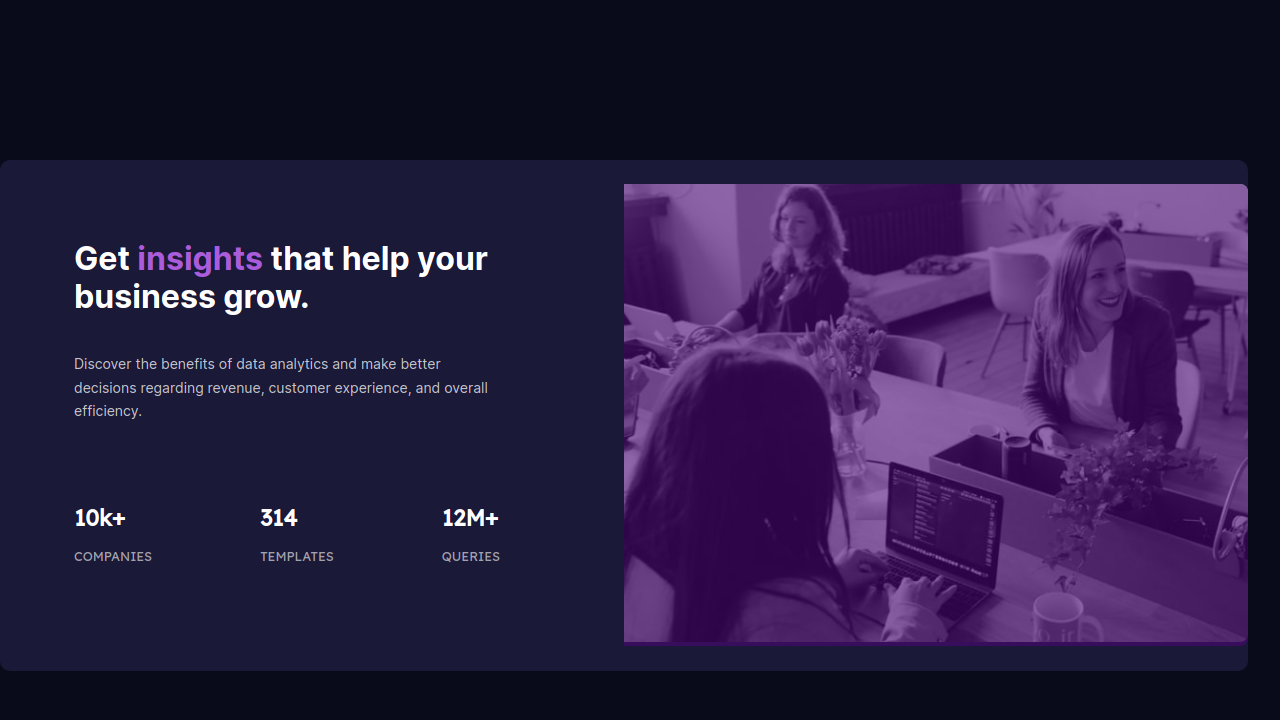 Get insights that help your
business grow.
Discover the benefits of data analytics and make better
decisions regarding revenue, customer experience, and overall
efficiency.
10k+ 314 12M+
COMPANIES TEMPLATES QUERIES